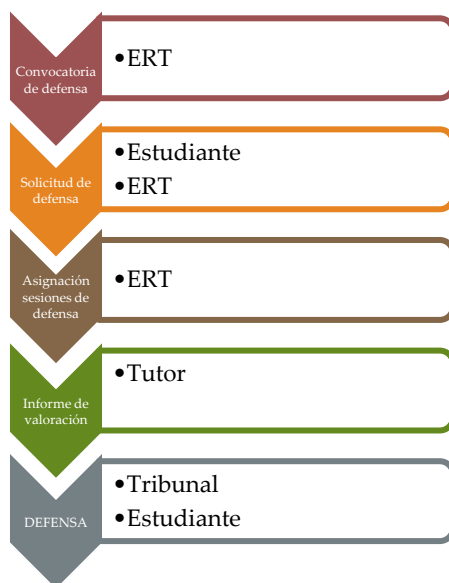 Convocatoria
de defensa
•ERT
Solicitud de
defensa
•Estudiante
•ERT
Asignación
sesiones de
defensa
•ERT
Informe de
valoración
•Tutor
DEFENSA
•Tribunal
•Estudiante